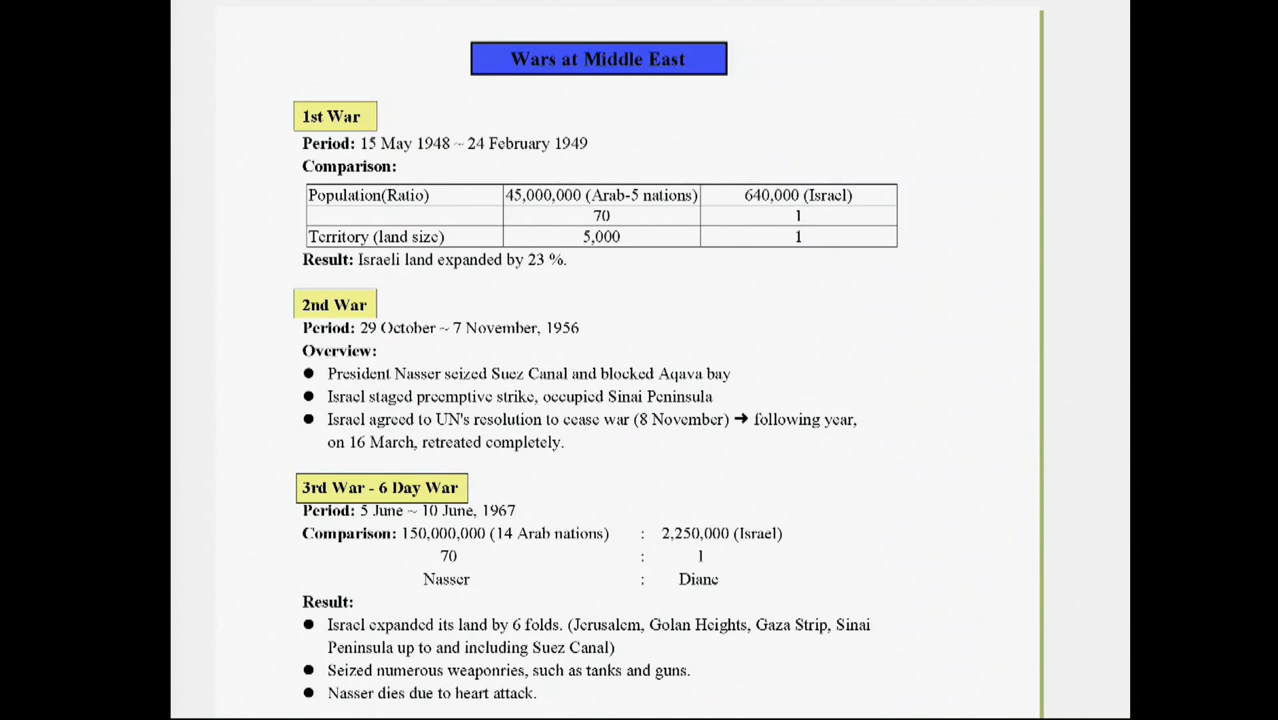 Wars at Middle East
1st War
Period: 15 May 1948 ~ 24 February 1949
Comparison:
Population(Ratio) 45,000,000 (Arab-5 nations) 640,000 (Israel)
70 1
Territory (land size) 5,000 1
Result: Israeli land expanded by 23 %.
2nd War
Period: 29 October ~ 7 November, 1956
Overview:
● President Nasser seized Suez Canal and blocked Aqava bay
● Israel staged preemptive strike, occupied Sinai Peninsula
● Israel agreed to UN's resolution to cease war (8 November) ➜ following year,
on 16 March, retreated completely.
3rd War - 6 Day War
Period: 5 June ~ 10 June, 1967
Comparison: 150,000,000 (14 Arab nations) : 2,250,000 (Israel)
70 : 1
Nasser : Diane
Result:
● Israel expanded its land by 6 folds. (Jerusalem, Golan Heights, Gaza Strip, Sinai
Peninsula up to and including Suez Canal)
● Seized numerous weaponries, such as tanks and guns.
● Nasser dies due to heart attack.